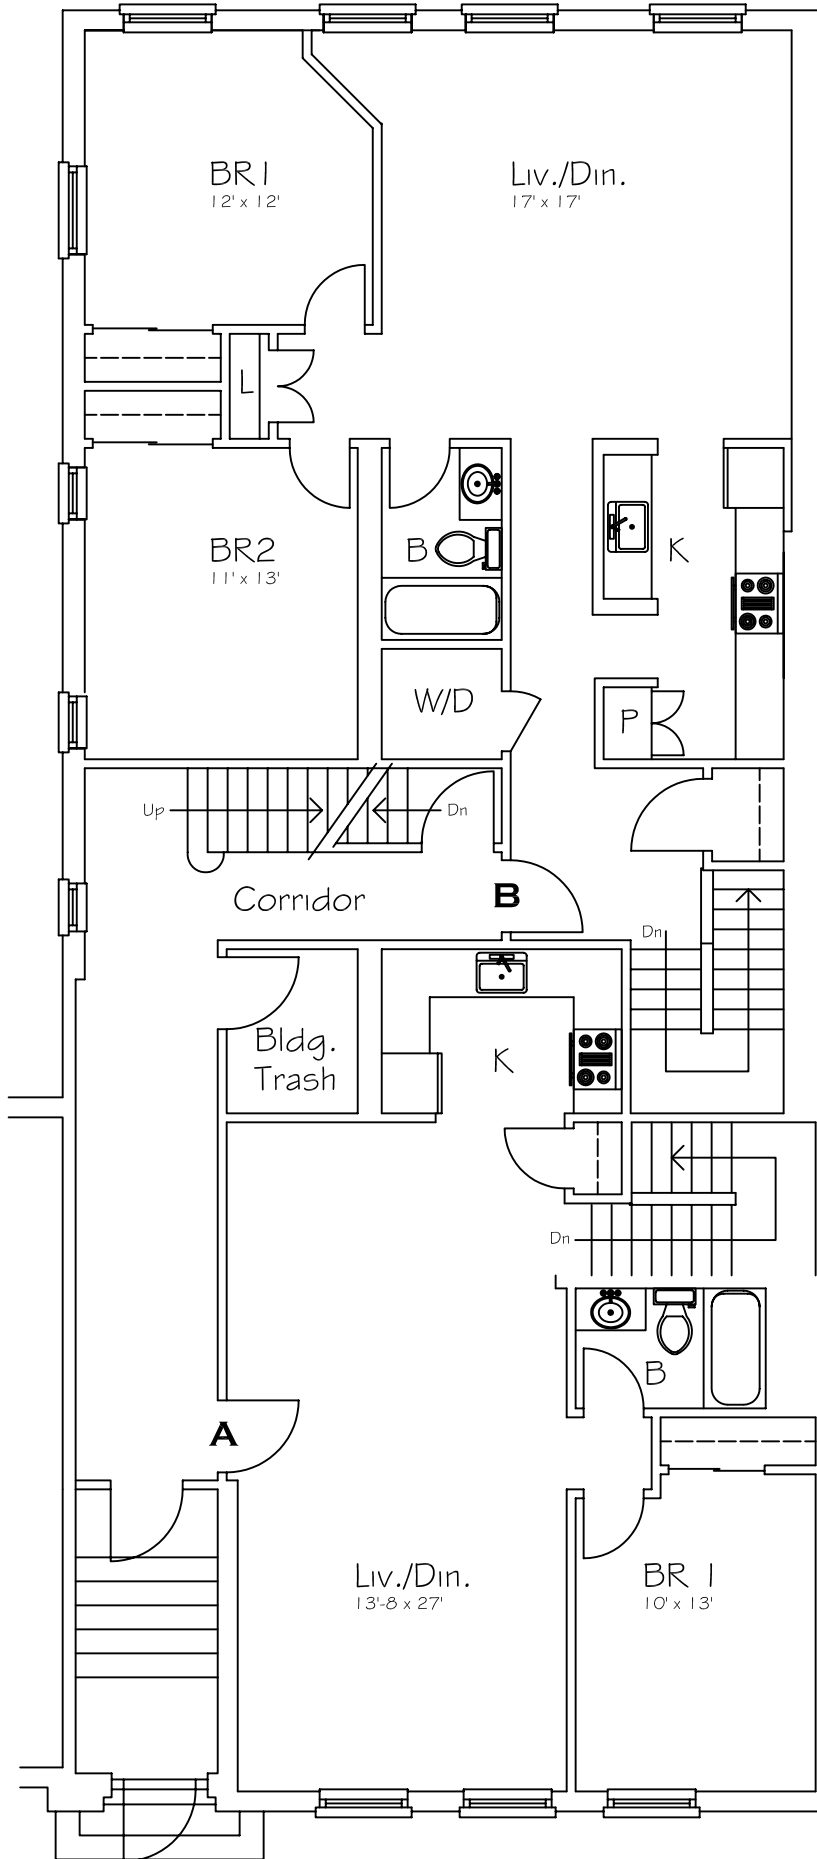 BR1
12' x 12'
Liv./Din.
17' x 17'
L
BR2
11' x 13'
B
K
W/D
P
Up
Dn
Corridor
B
Dn
Bldg.
Trash
K
Dn
B
A
Liv./Din.
13'-8 x 27'
BR 1
10' x 13'